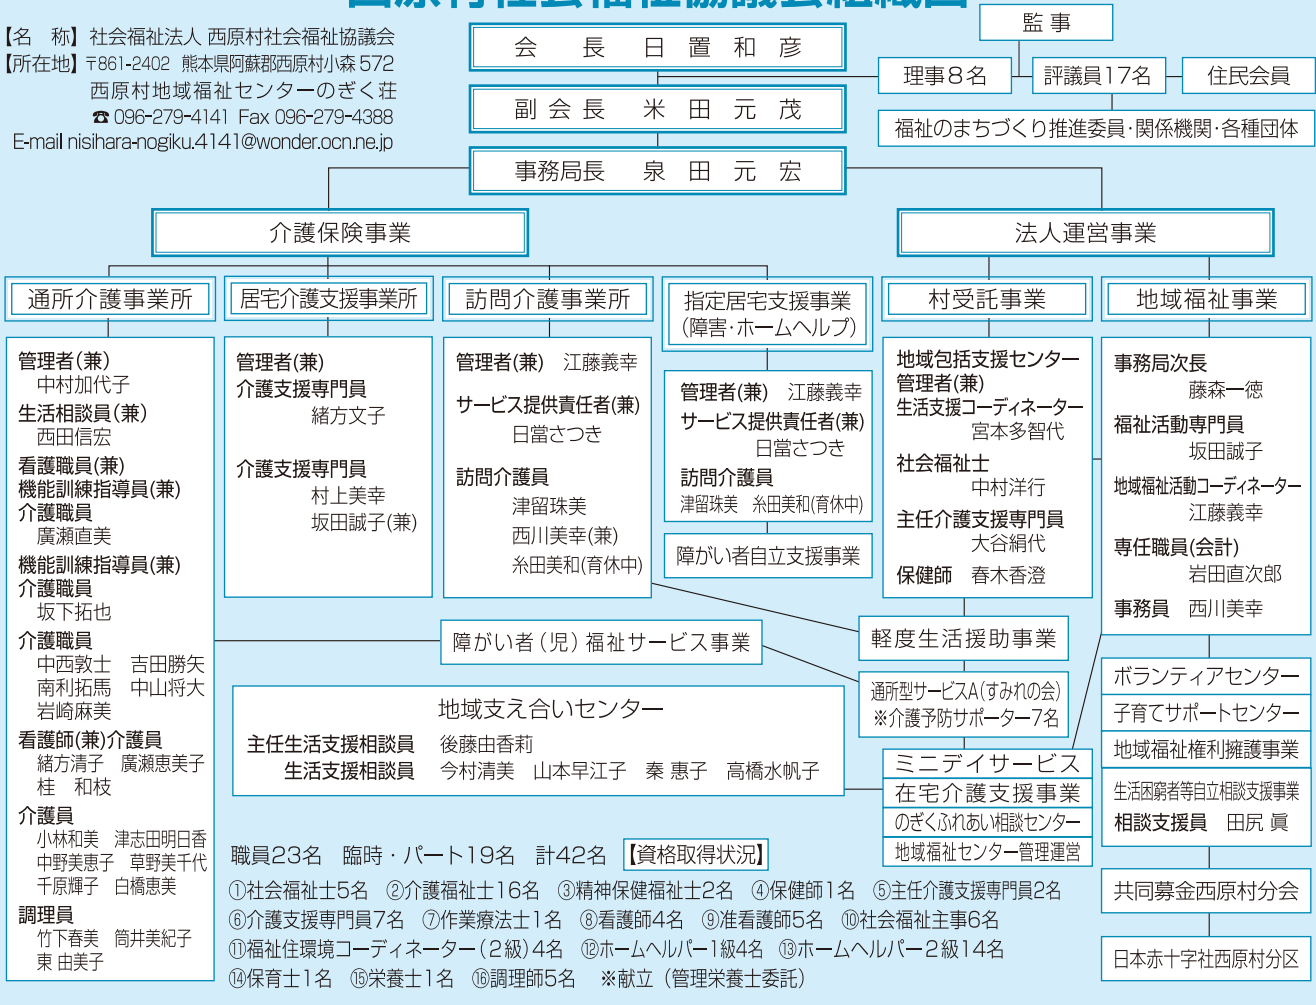 西原村社会福祉協議会組織図
【名　称】社会福祉法人 西原村社会福祉協議会
【所在地】〒861-2402　熊本県阿蘇郡西原村小森 572
西原村地域福祉センターのぎく荘
☎ 096-279-4141 Fax 096-279-4388
E-mail nisihara-nogiku.4141@wonder.ocn.ne.jp
会　長　日　置　和　彦
副 会 長　米　田　元　茂
事務局長　泉　田　元　宏
監 事
理事８名
評議員17名
住民会員
福祉のまちづくり推進委員・関係機関・各種団体
介護保険事業
法人運営事業
通所介護事業所
管理者(兼)
中村加代子
生活相談員(兼)
西田信宏
看護職員(兼)
機能訓練指導員(兼)
介護職員
廣瀬直美
機能訓練指導員(兼)
介護職員
坂下拓也
介護職員
中西敦士　吉田勝矢
南利拓馬　中山将大
岩崎麻美
看護師(兼)介護員
緒方清子　廣瀬恵美子
桂　和枝
介護員
小林和美　津志田明日香
中野美恵子　草野美千代
千原輝子　白橋恵美
調理員
竹下春美　筒井美紀子
東 由美子
居宅介護支援事業所
管理者(兼)
介護支援専門員
緒方文子
介護支援専門員
村上美幸
坂田誠子(兼)
訪問介護事業所
管理者(兼)　江藤義幸
サービス提供責任者(兼)
日當さつき
訪問介護員
津留珠美
西川美幸(兼)
糸田美和(育休中)
指定居宅支援事業
(障害・ホームヘルプ)
管理者(兼)　江藤義幸
サービス提供責任者(兼)
日當さつき
訪問介護員
津留珠美　糸田美和(育休中)
障がい者自立支援事業
村受託事業
地域包括支援センター
管理者(兼)
生活支援コーディネーター
宮本多智代
社会福祉士
中村洋行
主任介護支援専門員
大谷絹代
保健師　春木香澄
地域福祉事業
事務局次長
藤森一徳
福祉活動専門員
坂田誠子
地域福祉活動コーディネーター
江藤義幸
専任職員(会計)
岩田直次郎
事務員　西川美幸
障がい者（児）福祉サービス事業
軽度生活援助事業
通所型サービスA(すみれの会)
※介護予防サポーター7名
地域支え合いセンター
主任生活支援相談員　後藤由香莉
生活支援相談員　今村清美　山本早江子　秦 惠子　高橋水帆子
ミニデイサービス
在宅介護支援事業
のぎくふれあい相談センター
地域福祉センター管理運営
ボランティアセンター
子育てサポートセンター
地域福祉権利擁護事業
生活困窮者等自立相談支援事業
相談支援員　田尻 眞
共同募金西原村分会
日本赤十字社西原村分区
職員23名　臨時・パート19名　計42名　【資格取得状況】
①社会福祉士5名　②介護福祉士16名　③精神保健福祉士2名　④保健師1名　⑤主任介護支援専門員2名
⑥介護支援専門員7名　⑦作業療法士1名　⑧看護師4名　⑨准看護師5名　⑩社会福祉主事6名
⑪福祉住環境コーディネーター（２級）4名　⑫ホームヘルパー1級4名　⑬ホームヘルパー２級14名
⑭保育士1名　⑮栄養士1名　⑯調理師5名　※献立（管理栄養士委託）